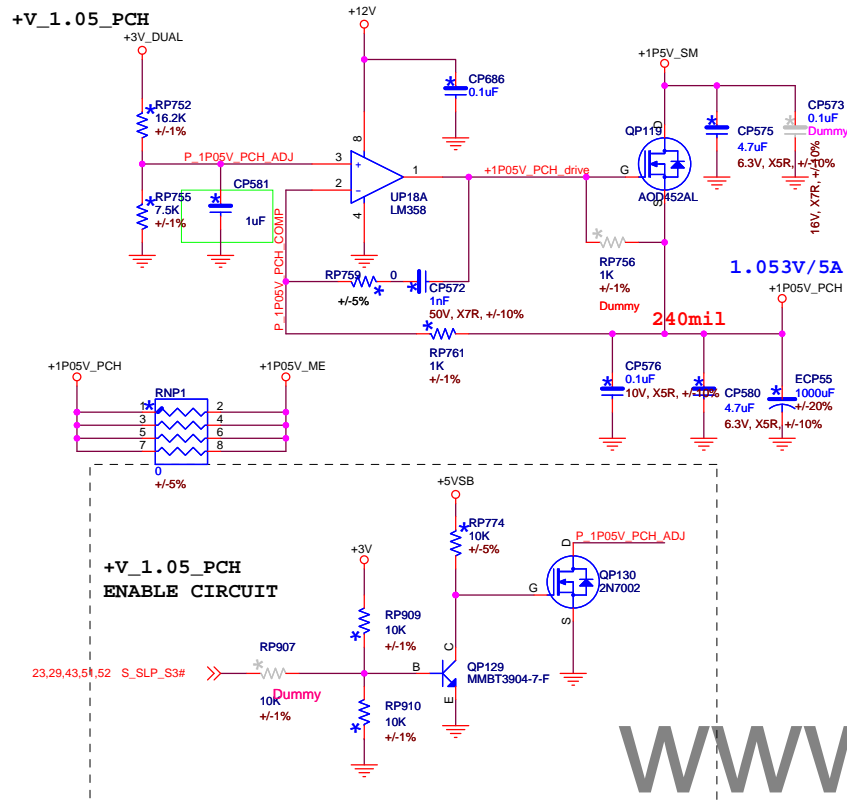 +V_1.05_PCH
+3V_DUAL
+12V
+1P5V_SM
RP752
16.2K
+/-1%
CP686
0.1uF
8
P_1P05V_PCH_ADJ
3
+
2
-
1
4
UP18A
LM358
+1P05V_PCH_drive
QP119
D
G
S
AOD452AL
CP575
4.7uF
6.3V, X5R, +/-10%
CP573
0.1uF
Dummy
16V, X7R, +/-10%
RP755
7.5K
+/-1%
CP581
1uF
P_1P05V_PCH_COMP
RP759
0
+/-5%
CP572
1nF
50V, X7R, +/-10%
RP756
1K
+/-1%
Dummy
1.053V/5A
+1P05V_PCH
240mil
RP761
1K
+/-1%
CP576
0.1uF
10V, X5R, +/-10%
CP580
4.7uF
6.3V, X5R, +/-10%
ECP55
1000uF
+/-20%
+1P05V_PCH
+1P05V_ME
RNP1
1 2
3 4
5 6
7 8
0
+/-5%
+V_1.05_PCH
ENABLE CIRCUIT
+5VSB
RP774
10K
+/-5%
P_1P05V_PCH_ADJ
D
G
S
QP130
2N7002
+3V
RP909
10K
+/-1%
23,29,43,51,52 S_SLP_S3#
RP907
10K
Dummy
+/-1%
B
C
E
QP129
MMBT3904-7-F
RP910
10K
+/-1%
www